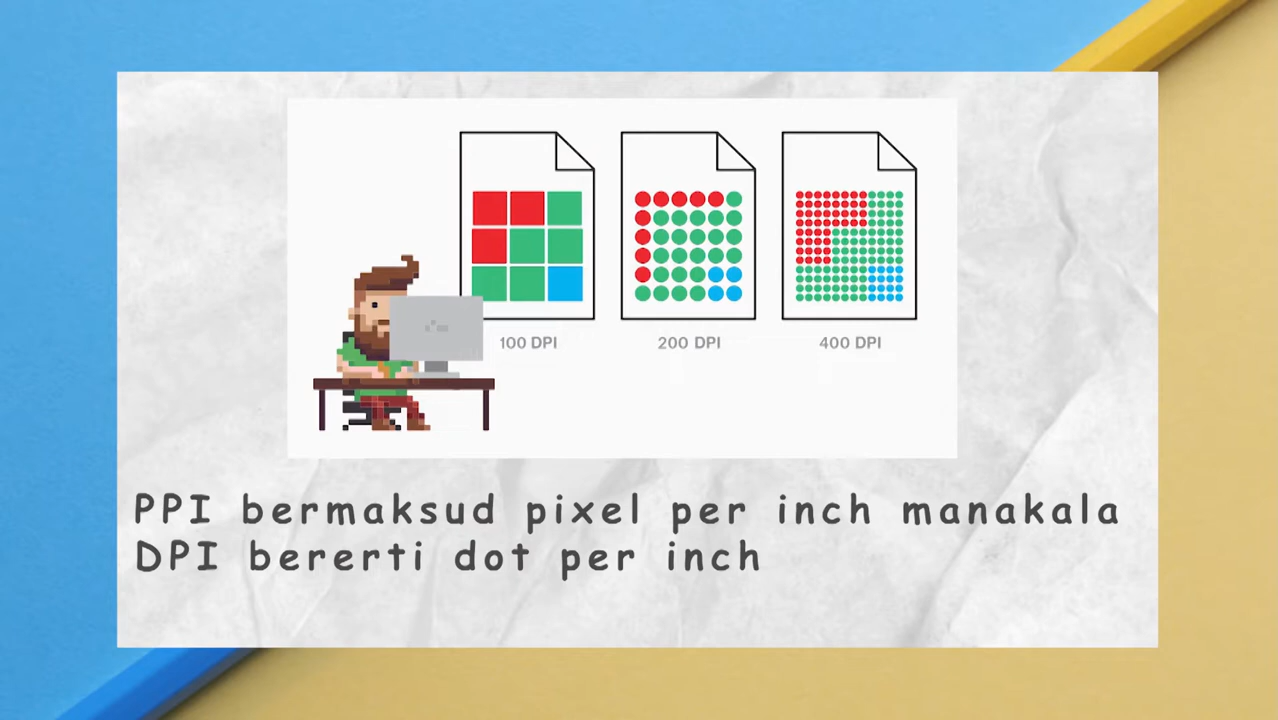 100 DPI
200 DPI
400 DPI
PPI bermaksud pixel per inch manakala
DPI bererti dot per inch